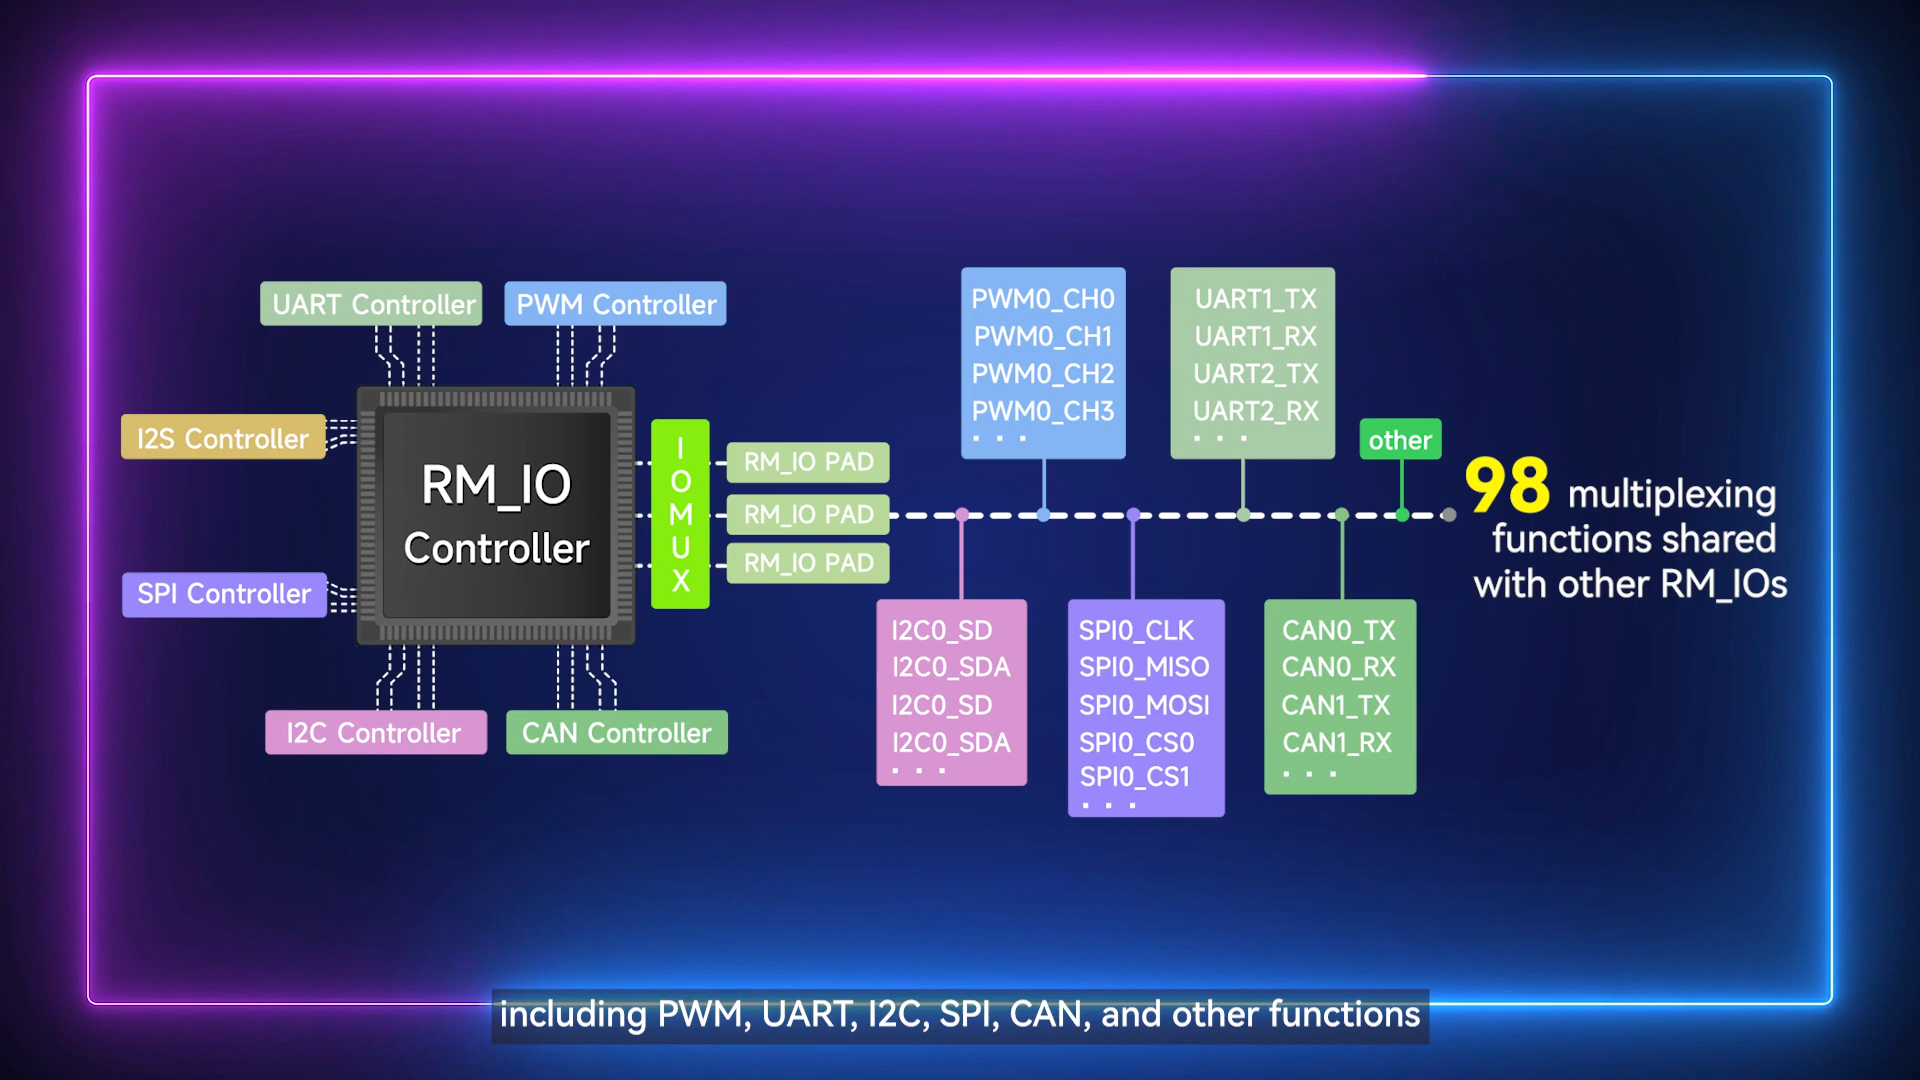 UART Controller
PWM Controller
I2S Controller
SPI Controller
RM_IO
Controller
I2C Controller
CAN Controller
I
O
M
U
X
RM_IO PAD
RM_IO PAD
RM_IO PAD
PWM0_CH0
PWM0_CH1
PWM0_CH2
PWM0_CH3
. . .
UART1_TX
UART1_RX
UART2_TX
UART2_RX
. . .
other
I2C0_SD
I2C0_SDA
I2C0_SD
I2C0_SDA
. . .
SPI0_CLK
SPI0_MISO
SPI0_MOSI
SPI0_CS0
SPI0_CS1
. . .
CAN0_TX
CAN0_RX
CAN1_TX
CAN1_RX
. . .
98 multiplexing
functions shared
with other RM_IOs
including PWM, UART, I2C, SPI, CAN, and other functions